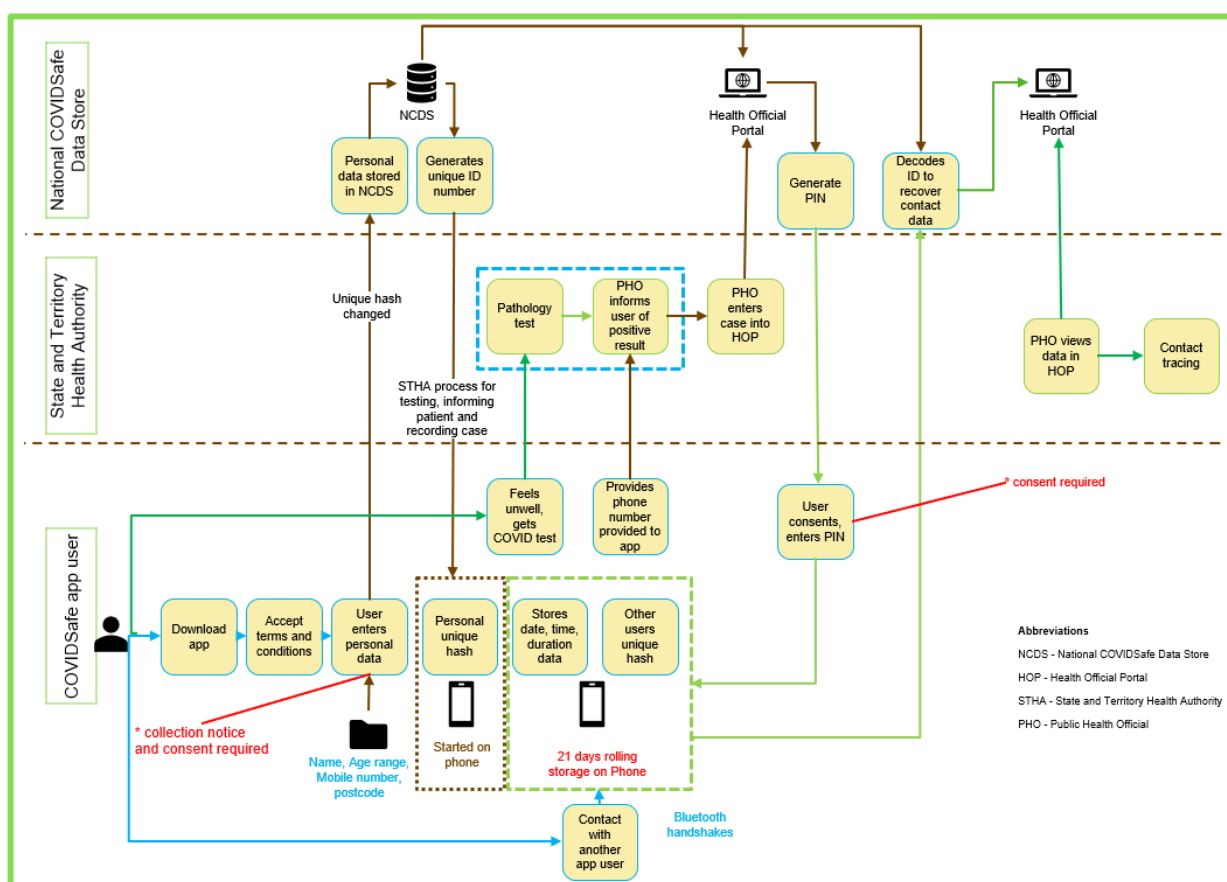 National COVIDSafe
Data Store
NCDS
Health Official
Portal
Health Official
Portal
Personal
data stored
in NCDS
Generates
unique ID
number
Generate
PIN
Decodes
ID to
recover
contact
data
State and Territory
Health Authority
Unique hash
changed
Pathology
test
PHO
informs
user of
positive
result
PHO
enters
case into
HOP
PHO views
data in
HOP
Contact
tracing
STHA process for
testing, informing
patient and
recording case
COVIDSafe app user
Feels
unwell,
gets
COVID test
Provides
phone
number
provided to
app
User
consents,
enters PIN
* consent required
Download
app
Accept
terms and
conditions
User
enters
personal
data
Personal
unique
hash
Stores
date, time,
duration
data
Other
users
unique
hash
* collection notice
and consent required
Name, Age range,
Mobile number,
postcode
Started on
phone
21 days rolling
storage on Phone
Contact
with
another
app user
Bluetooth
handshakes
Abbreviations
NCDS - National COVIDSafe Data Store
HOP - Health Official Portal
STHA - State and Territory Health Authority
PHO - Public Health Official